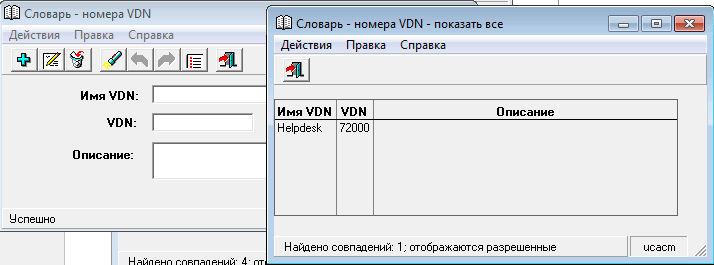 Словарь - номера VDN
Действия Правка Справка
Имя VDN:
VDN:
Описание:
Успешно
Найдено совпадений: 4; ото
Словарь - номера VDN - показать все
Действия Правка Справка
Имя VDN VDN Описание
Helpdesk 72000
Найдено совпадений: 1; отображаются разрешенные ucacm